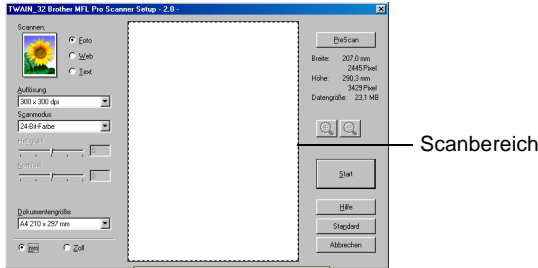 TWAIN_32 Brother MFL Pro Scanner Setup - 2.0 -
Scannen:
Foto
Web
Text
Auflösung
300 x 300 dpi
Scanmodus
24-Bit-Farbe
Helligkeit
0
Kontrast
0
Dokumentengröße
A4 210 x 297 mm
mm
Zoll
PreScan
Breite: 207,0 mm
2445 Pixel
Höhe: 290,3 mm
3429 Pixel
Datengröße: 23,1 MB
Start
Hilfe
Standard
Abbrechen
Scanbereich